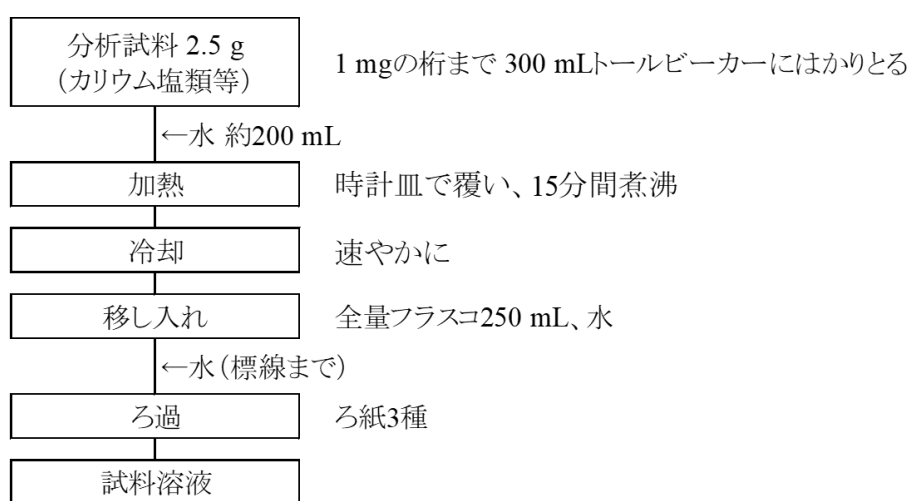 分析試料 2.5 g
(カリウム塩類等)
1 mgの桁まで 300 mLトールビーカーにはかりとる
←水 約200 mL
加熱
時計皿で覆い、15分間煮沸
冷却
速やかに
移し入れ
全量フラスコ250 mL、水
←水(標線まで)
ろ過
ろ紙3種
試料溶液